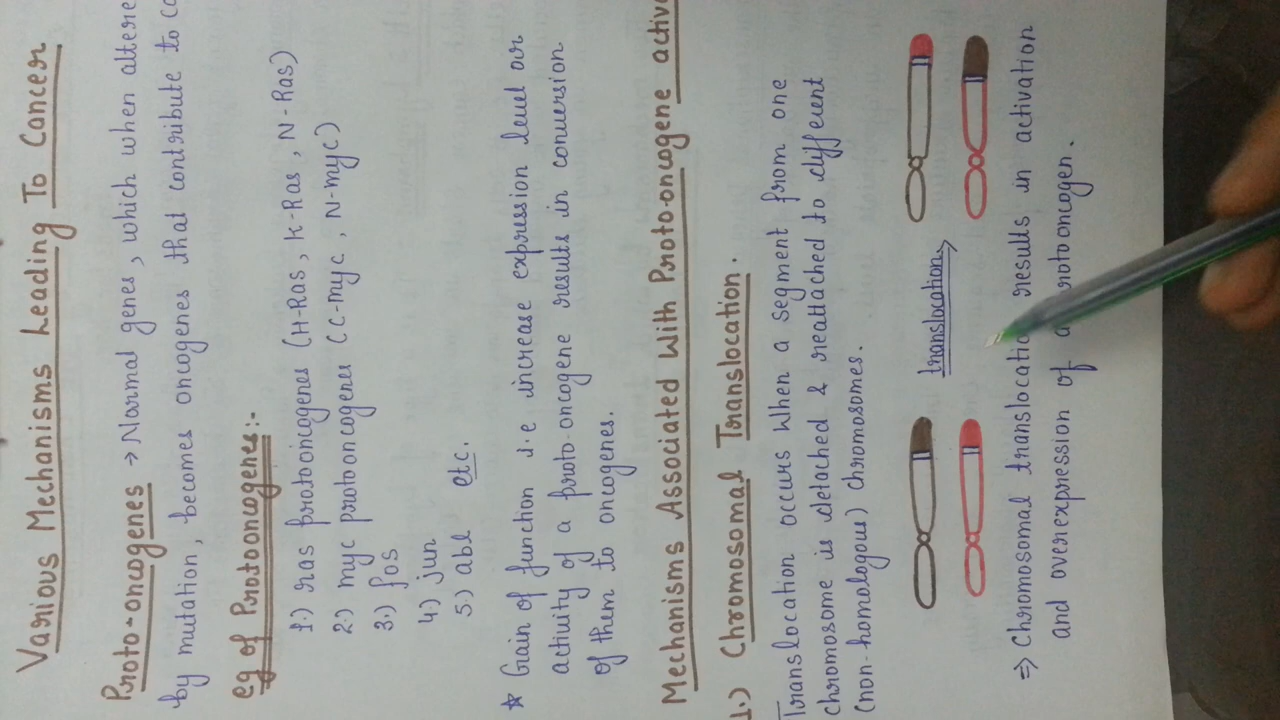 Various Mechanisms Leading To Cancer
Proto-oncogenes → Normal genes, which when altere
by mutation, becomes oncogenes that contribute to ca
eg of Protooncogenes:-
1.) ras protooncogenes (H-Ras, K-Ras, N-Ras)
2.) myc protooncogenes (C-myc, N-myc)
3.) fos
4.) jun
5.) abl etc.
☆ Gain of function i.e increase expression level or
activity of a proto-oncogene results in conversion
of them to oncogenes.
Mechanisms Associated With Proto-oncogene activa
1.) Chromosomal Translocation.
Translocation occurs when a segment from one
chromosome is detached & reattached to different
(non-homologous) chromosomes.
translocation
⇒ Chromosomal translocatio results in activation
and overexpression of a rotooncogen.